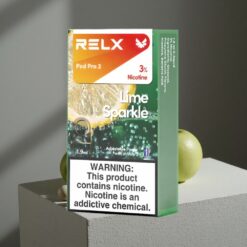 RELX
Pod Pro 2
3%
Nicotine
Lime
Sparkle
WARNING:
This product
contains nicotine.
Nicotine is an
addictive chemical.